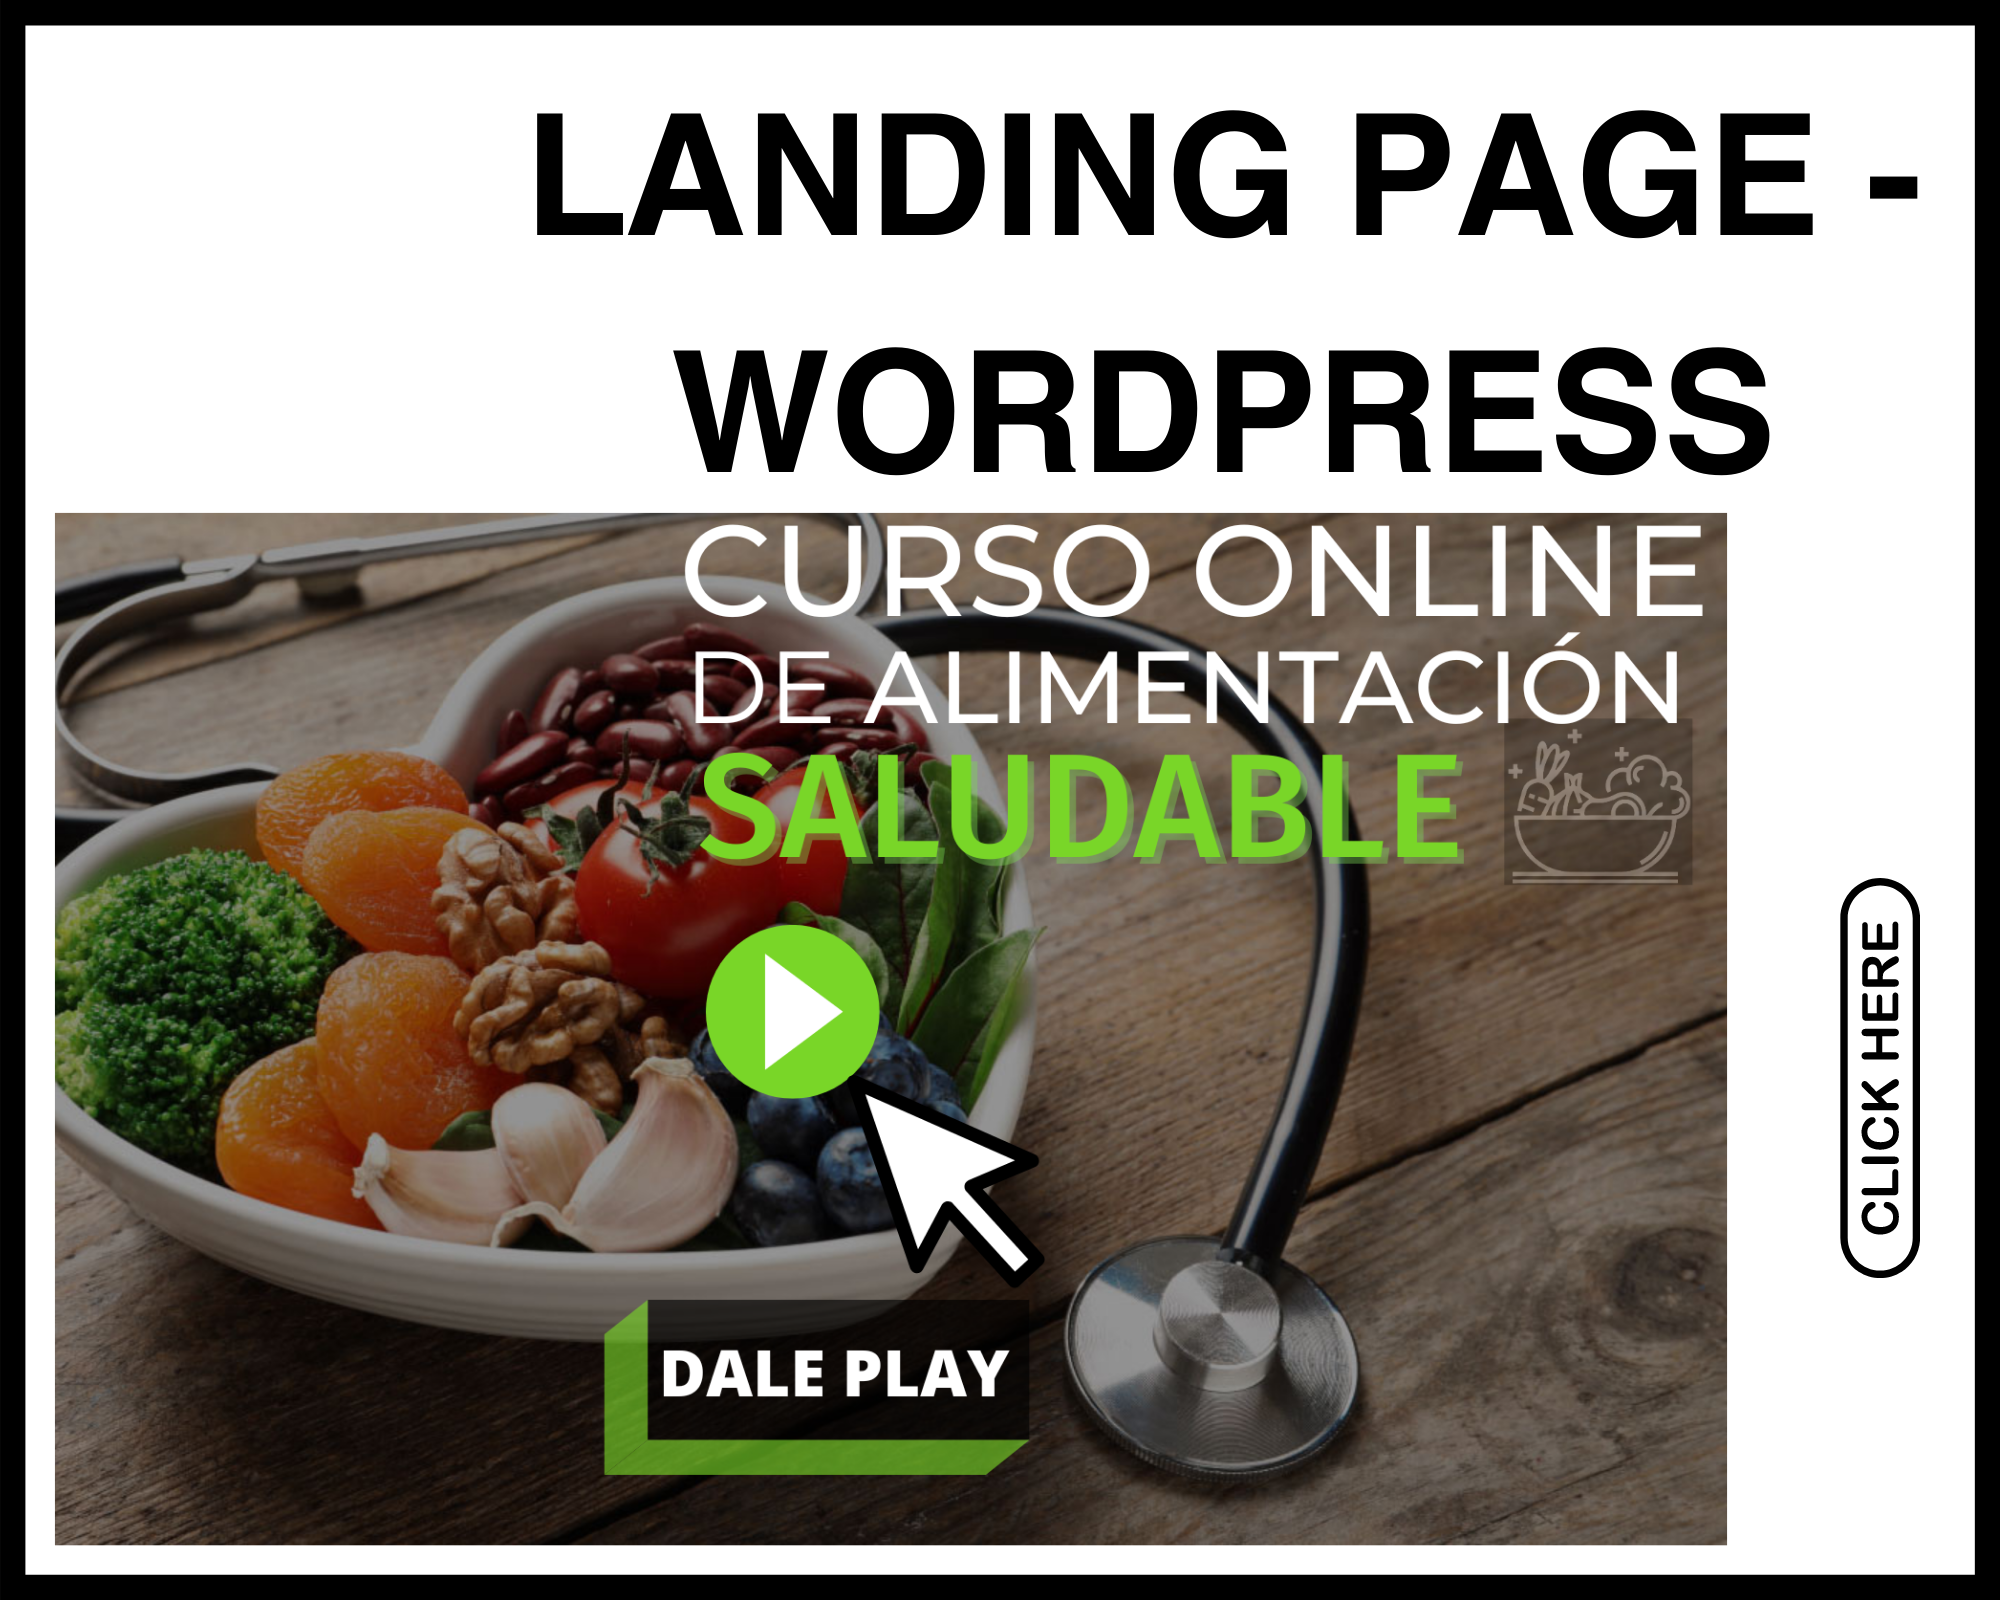 LANDING PAGE -
WORDPRESS
CURSO ONLINE
DE ALIMENTACIÓN
SALUDABLE
CLICK HERE
DALE PLAY